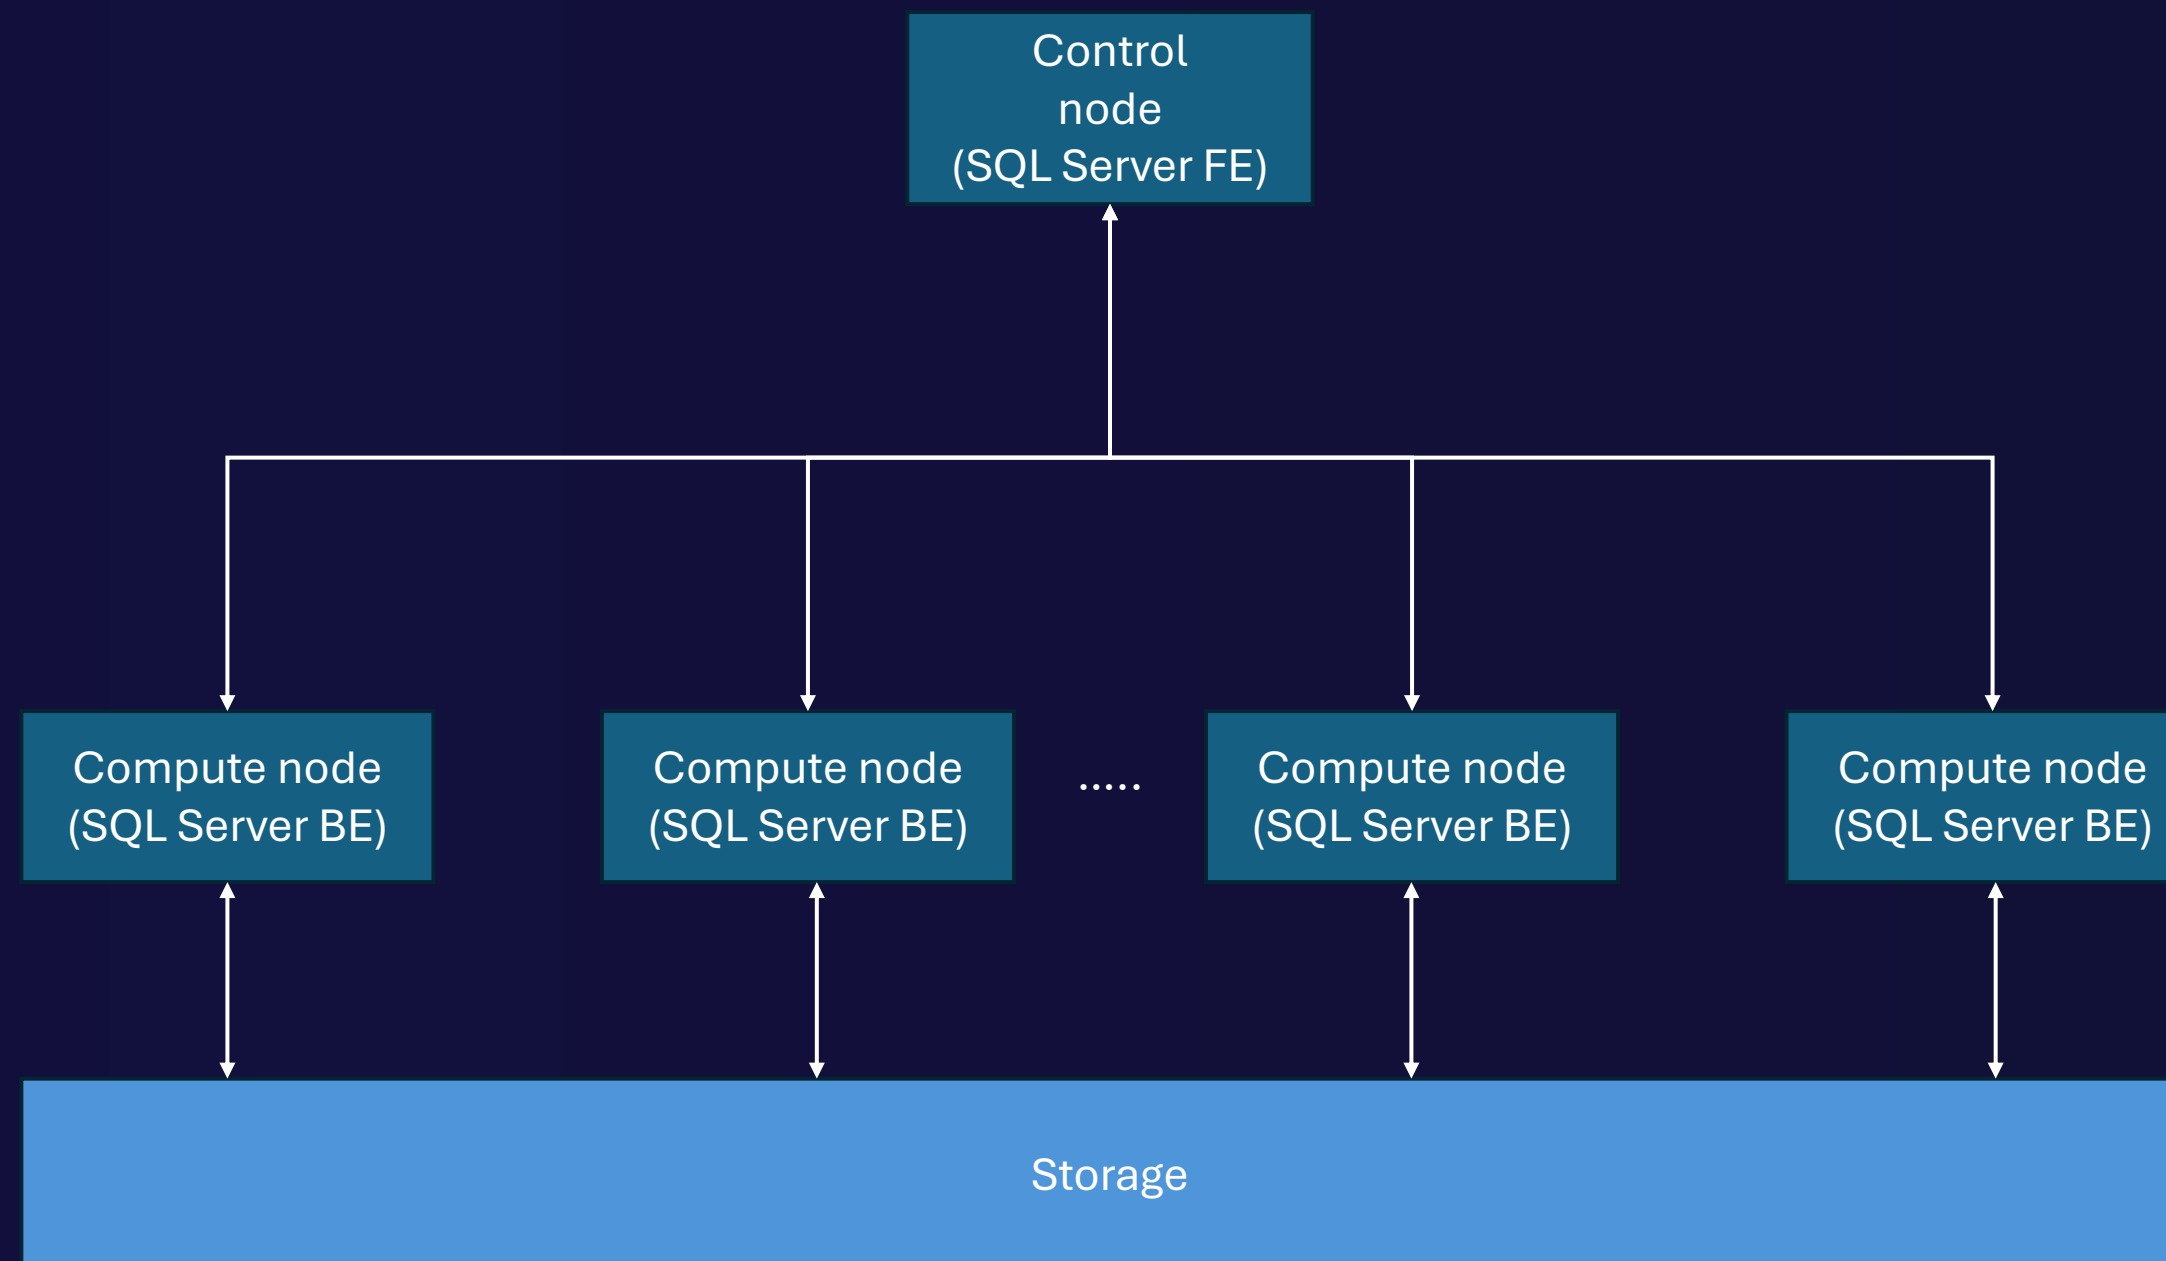 Control
node
(SQL Server FE)
Compute node
(SQL Server BE)
Compute node
(SQL Server BE)
.....
Compute node
(SQL Server BE)
Compute node
(SQL Server BE)
Storage